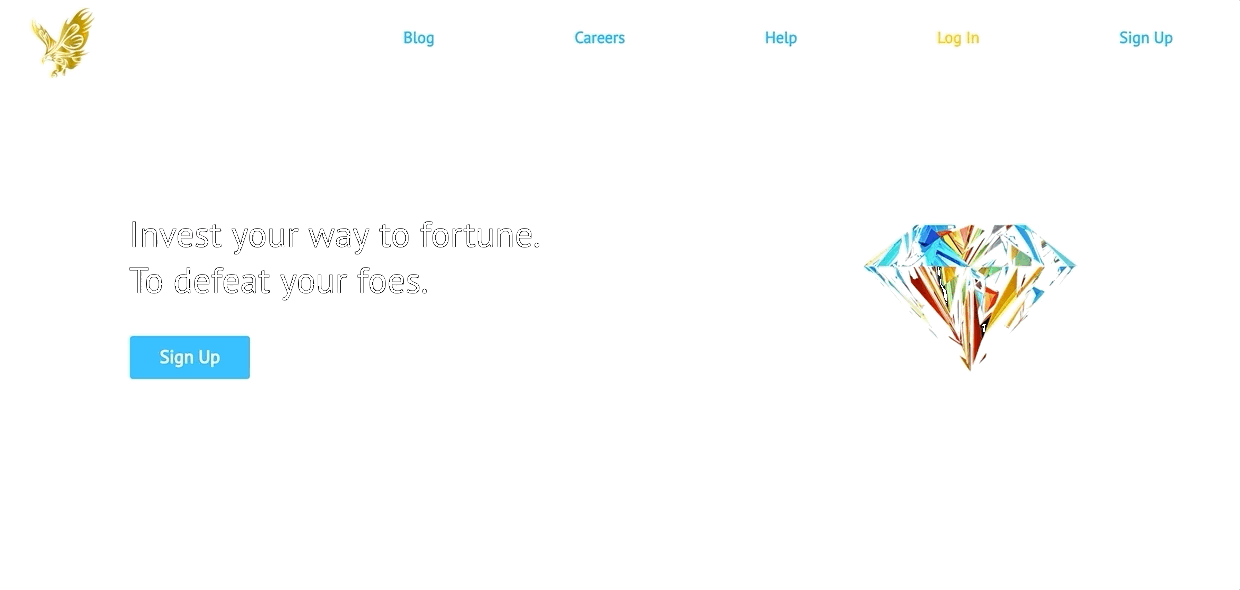 Blog
Careers
Help
Log In
Sign Up
Invest your way to fortune.
To defeat your foes.
Sign Up